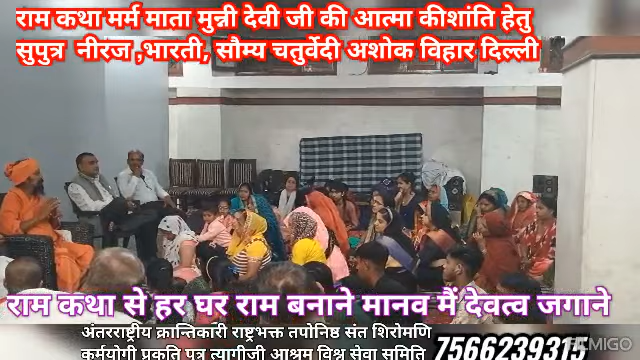 राम कथा मर्म माता मुन्नी देवी जी की आत्मा कीशांति हेतु
सुपुत्र नीरज ,भारती, सौम्य चतुर्वेदी अशोक विहार दिल्ली
राम कथा से हर घर राम बनाने मानव मैं देवत्व जगाने
अंतरराष्ट्रीय क्रान्तिकारी राष्ट्रभक्त तपोनिष्ठ संत शिरोमणि
कर्मयोगी प्रकृति पुत्र त्यागीजी आश्रम विश्व सेवा समिति 7566239315
FILMIGO